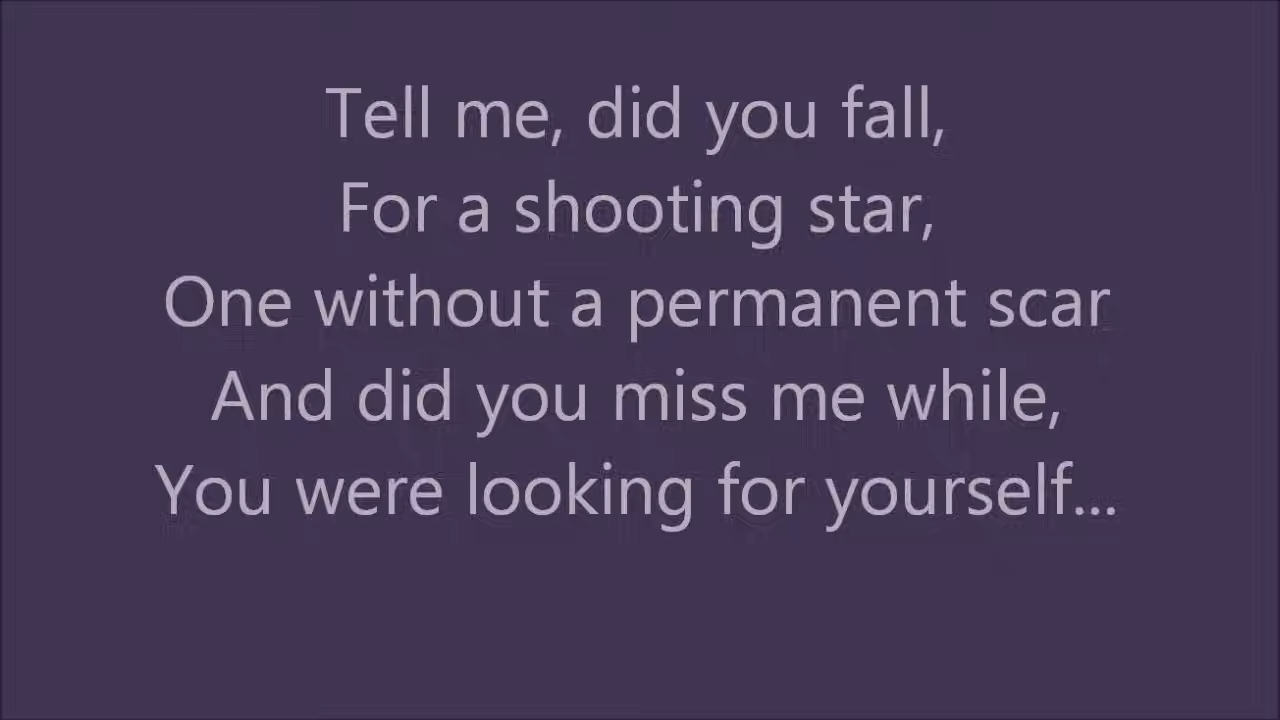 Tell me, did you fall,
For a shooting star,
One without a permanent scar
And did you miss me while,
You were looking for yourself...